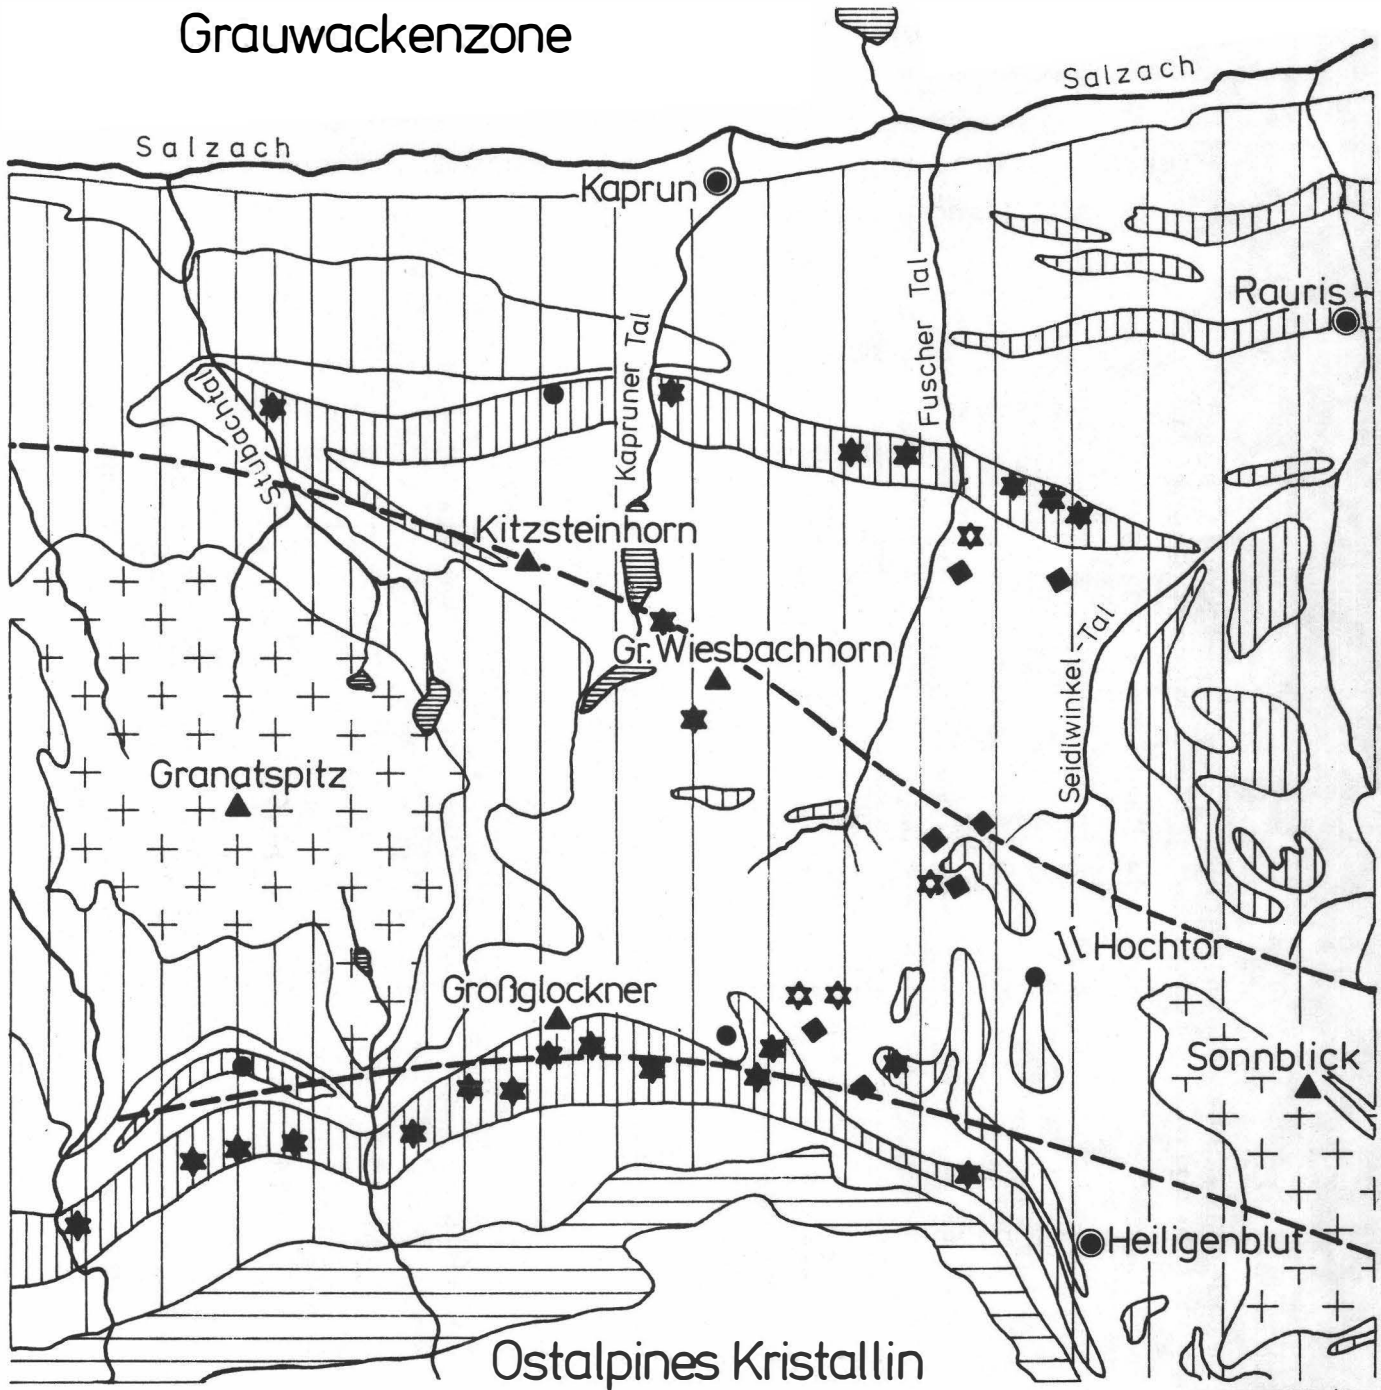 Grauwackenzone
Salzach
Salzach
Kaprun
Rauris
Kapruner Tal
Fuscher Tal
Stubachtal
Kitzsteinhorn
Gr. Wiesbachhorn
Seidlwinkel-Tal
Granatspitz
Hochtor
Großglockner
Sonnblick
Heiligenblut
Ostalpines Kristallin